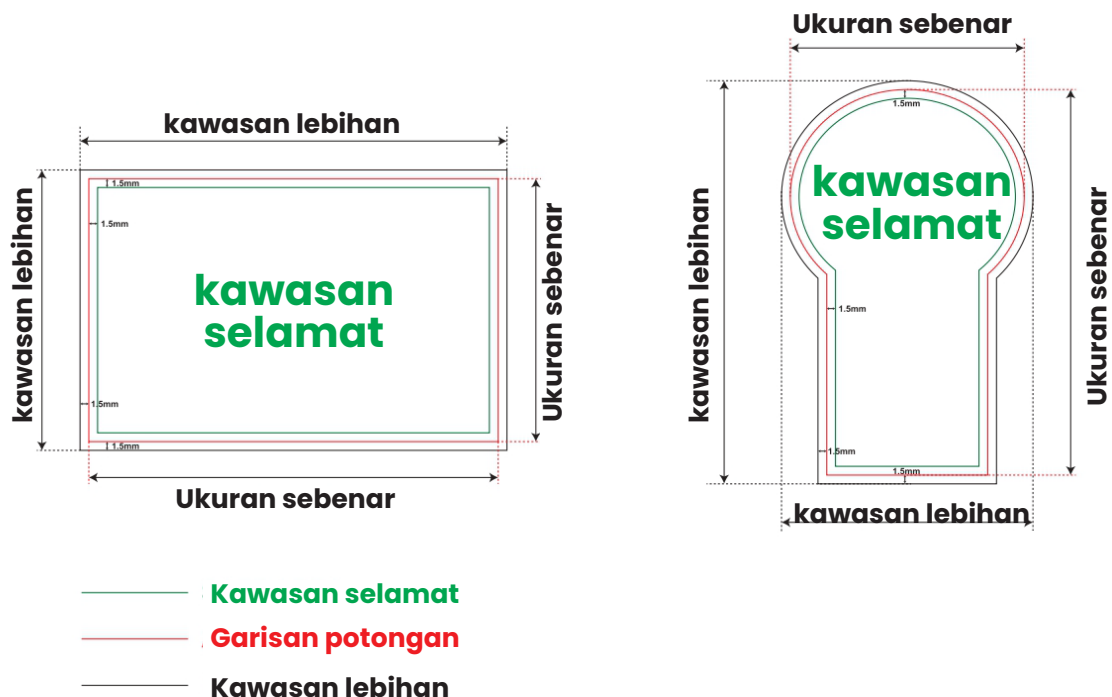 kawasan lebihan
kawasan lebihan
1.5mm
1.5mm
kawasan
selamat
Ukuran sebenar
1.5mm
1.5mm
Ukuran sebenar
Ukuran sebenar
kawasan lebihan
1.5mm
kawasan
selamat
Ukuran sebenar
1.5mm
1.5mm
1.5mm
kawasan lebihan
Kawasan selamat
Garisan potongan
Kawasan lebihan